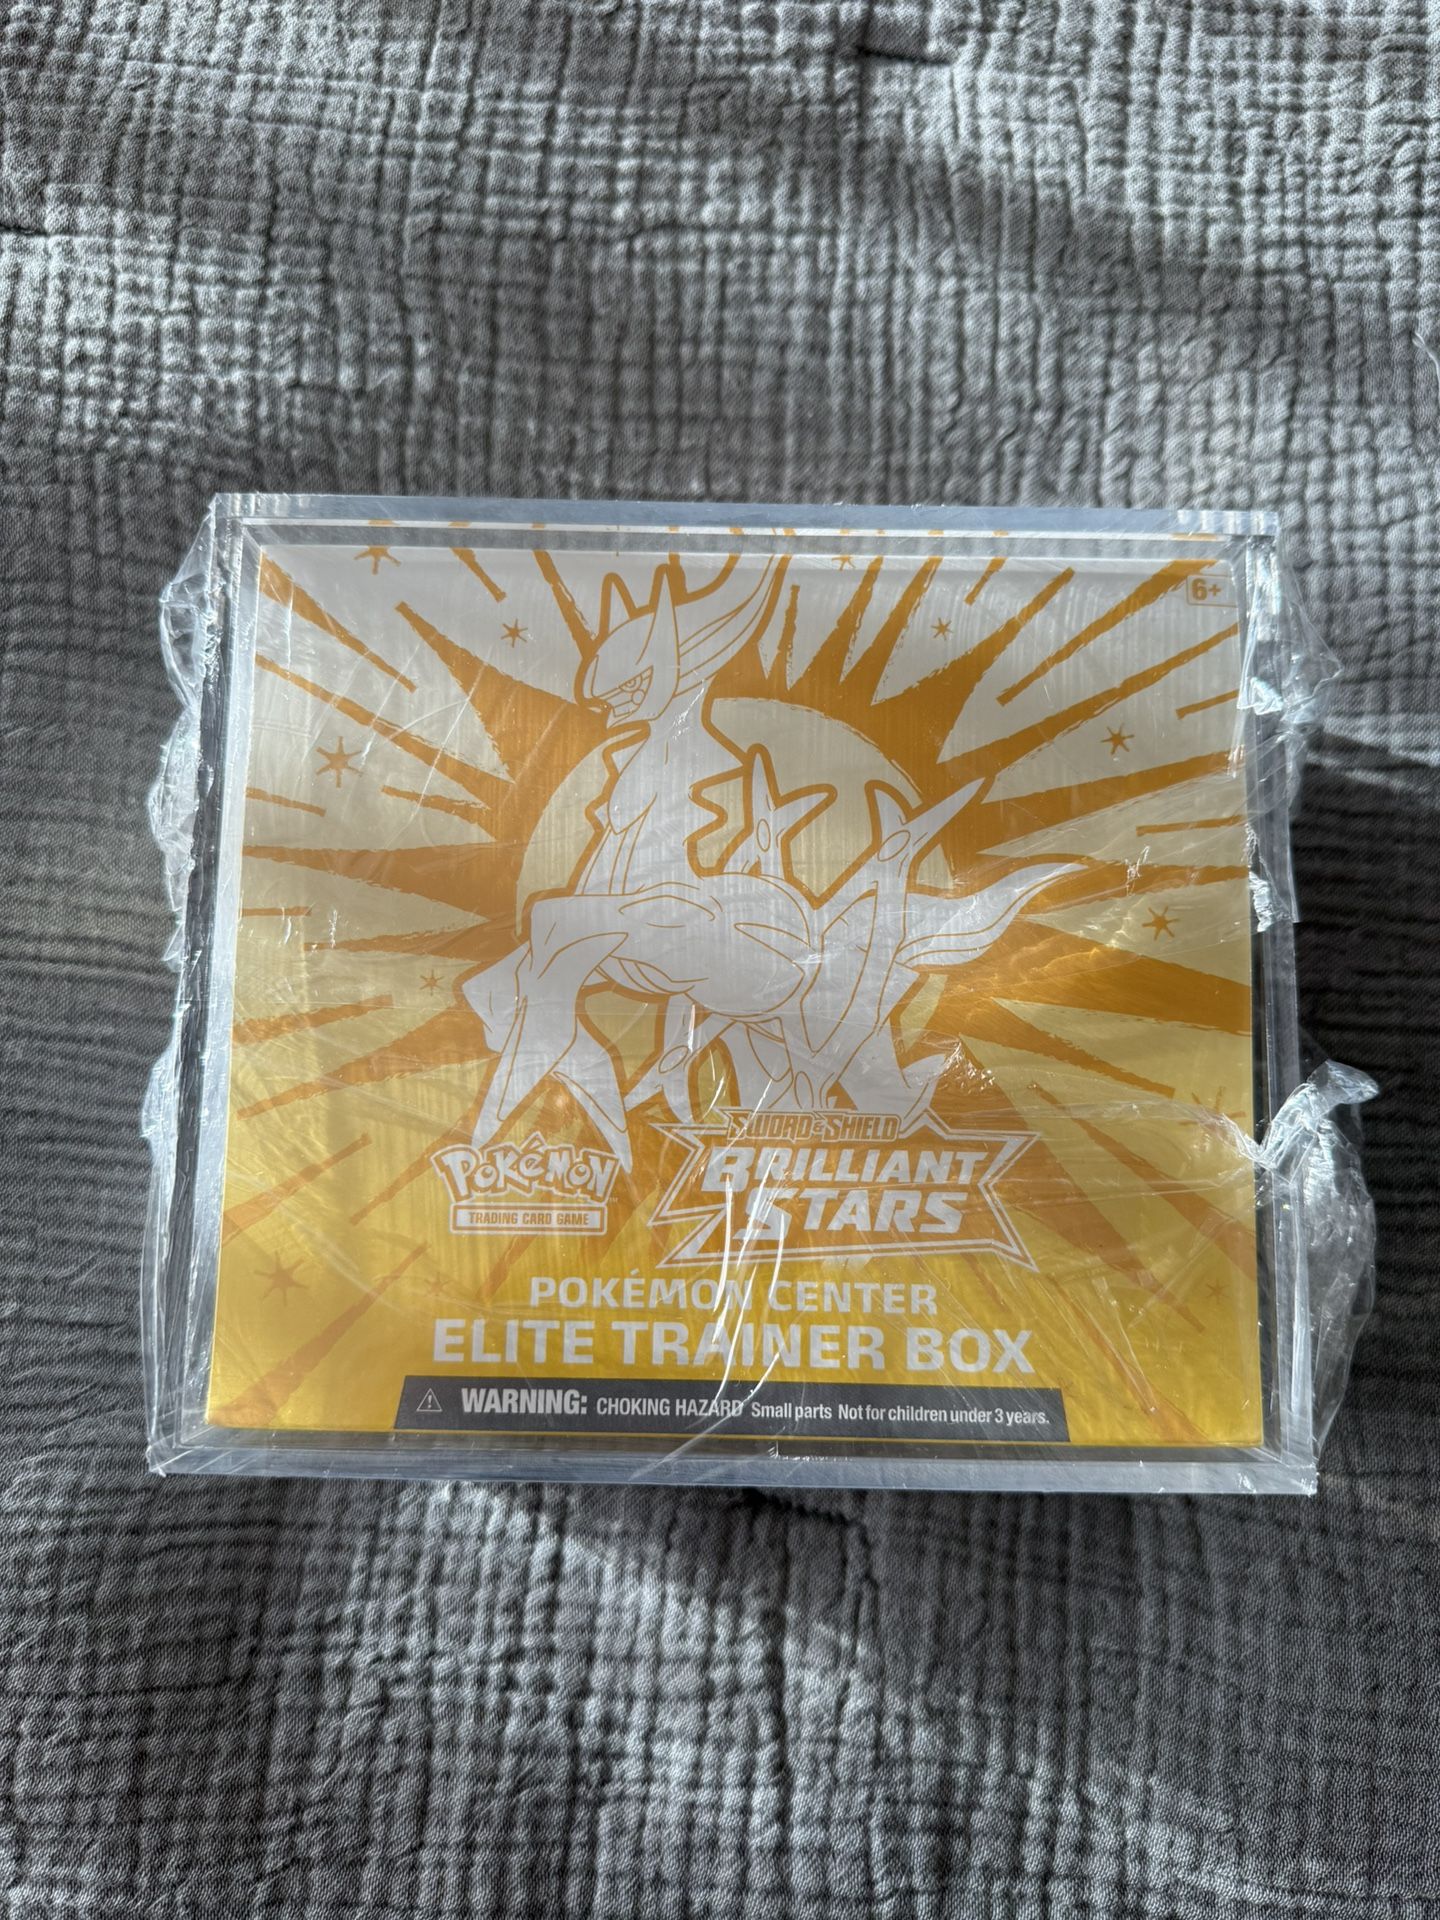 6+
Pokémon
TRADING CARD GAME
SWORD & SHIELD
BRILLIANT
STARS
POKÉMON CENTER
ELITE TRAINER BOX
WARNING: CHOKING HAZARD Small parts Not for children under 3 years.